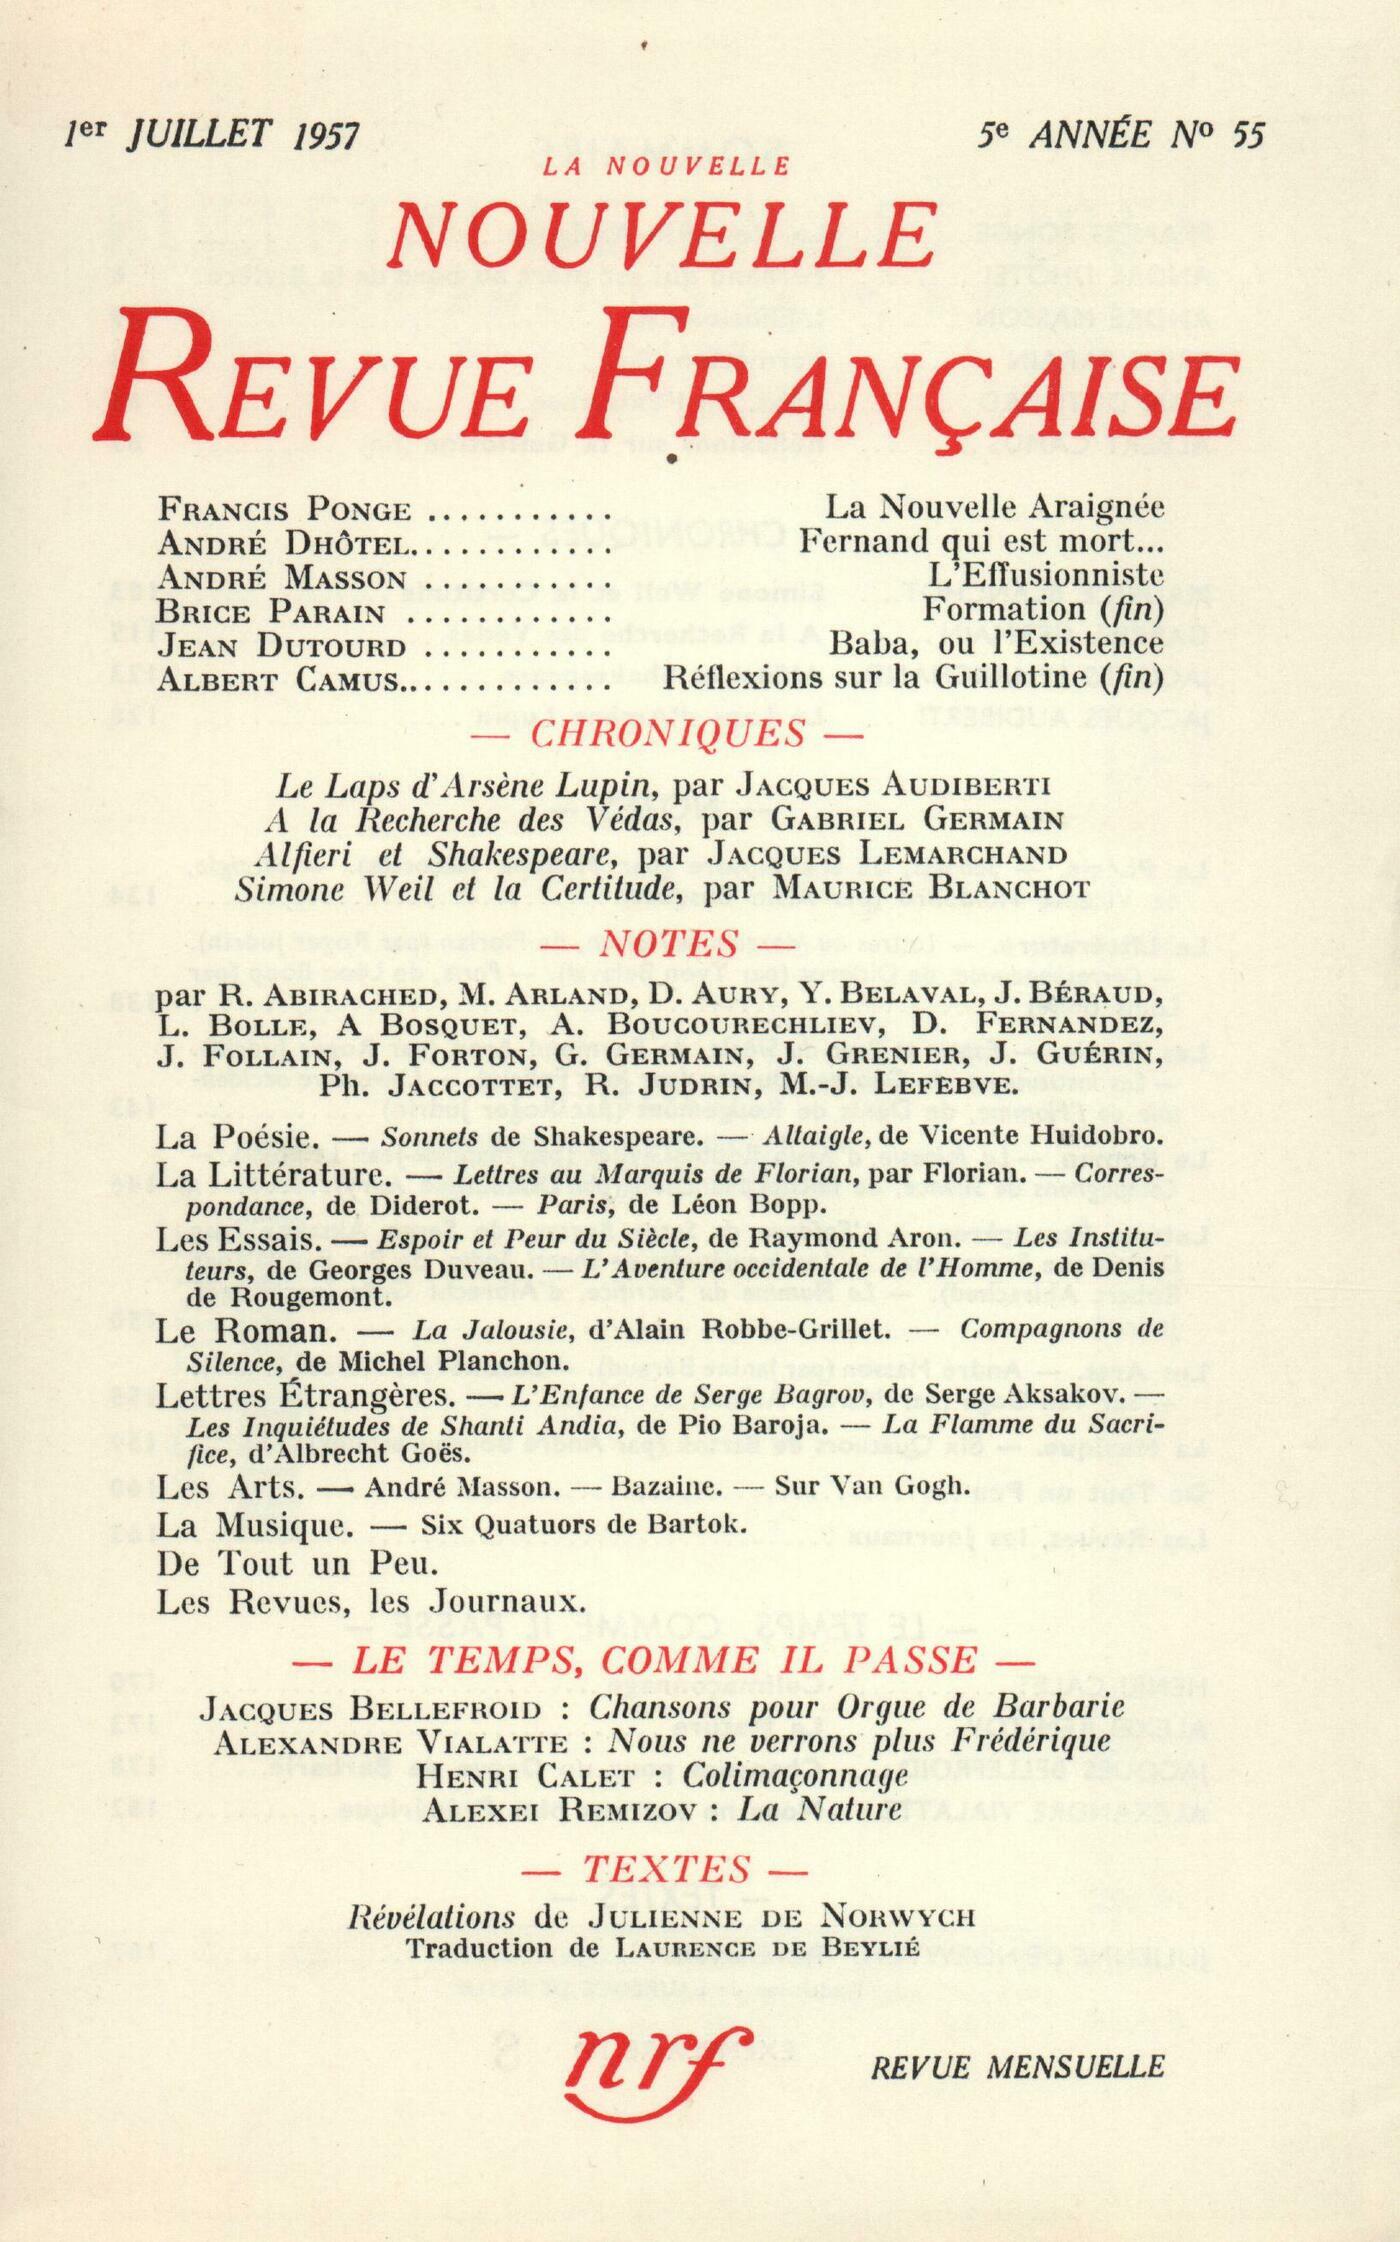 1er JUILLET 1957
5e ANNÉE No 55
LA NOUVELLE
NOUVELLE
REVUE FRANÇAISE
FRANCIS PONGE ........... La Nouvelle Araignée
ANDRÉ DHÔTEL............ Fernand qui est mort...
ANDRÉ MASSON ........... L'Effusionniste
BRICE PARAIN ............ Formation (fin)
JEAN DUTOURD ........... Baba, ou l'Existence
ALBERT CAMUS............. Réflexions sur la Guillotine (fin)
— CHRONIQUES —
Le Laps d'Arsène Lupin, par JACQUES AUDIBERTI
A la Recherche des Védas, par GABRIEL GERMAIN
Alfieri et Shakespeare, par JACQUES LEMARCHAND
Simone Weil et la Certitude, par MAURICE BLANCHOT
— NOTES —
par R. ABIRACHED, M. ARLAND, D. AURY, Y. BELAVAL, J. BÉRAUD,
L. BOLLE, A BOSQUET, A. BOUCOURECHLIEV, D. FERNANDEZ,
J. FOLLAIN, J. FORTON, G. GERMAIN, J. GRENIER, J. GUÉRIN,
Ph. JACCOTTET, R. JUDRIN, M.-J. LEFEBVE.
La Poésie. — Sonnets de Shakespeare. — Altaigle, de Vicente Huidobro.
La Littérature. — Lettres au Marquis de Florian, par Florian. — Corres-
pondance, de Diderot. — Paris, de Léon Bopp.
Les Essais. — Espoir et Peur du Siècle, de Raymond Aron. — Les Institu-
teurs, de Georges Duveau. — L'Aventure occidentale de l'Homme, de Denis
de Rougemont.
Le Roman. — La Jalousie, d'Alain Robbe-Grillet. — Compagnons de
Silence, de Michel Planchon.
Lettres Étrangères. — L'Enfance de Serge Bagrov, de Serge Aksakov. —
Les Inquiétudes de Shanti Andia, de Pio Baroja. — La Flamme du Sacri-
fice, d'Albrecht Goës.
Les Arts. — André Masson. — Bazaine. — Sur Van Gogh.
La Musique. — Six Quatuors de Bartok.
De Tout un Peu.
Les Revues, les Journaux.
— LE TEMPS, COMME IL PASSE —
JACQUES BELLEFROID : Chansons pour Orgue de Barbarie
ALEXANDRE VIALATTE : Nous ne verrons plus Frédérique
HENRI CALET : Colimaçonnage
ALEXEI REMIZOV : La Nature
— TEXTES —
Révélations de JULIENNE DE NORWYCH
Traduction de LAURENCE DE BEYLIÉ
nrf
REVUE MENSUELLE